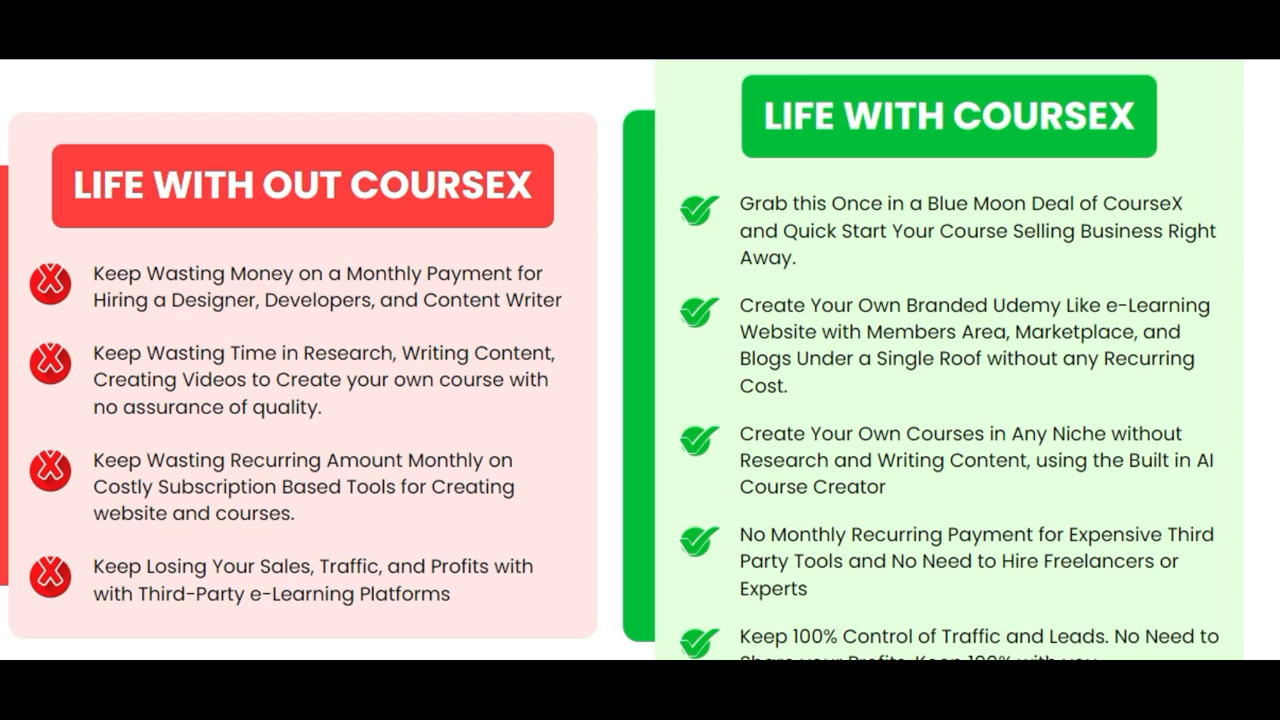 LIFE WITH OUT COURSEX
Keep Wasting Money on a Monthly Payment for
Hiring a Designer, Developers, and Content Writer
Keep Wasting Time in Research, Writing Content,
Creating Videos to Create your own course with
no assurance of quality.
Keep Wasting Recurring Amount Monthly on
Costly Subscription Based Tools for Creating
website and courses.
Keep Losing Your Sales, Traffic, and Profits with
with Third-Party e-Learning Platforms
LIFE WITH COURSEX
Grab this Once in a Blue Moon Deal of CourseX
and Quick Start Your Course Selling Business Right
Away.
Create Your Own Branded Udemy Like e-Learning
Website with Members Area, Marketplace, and
Blogs Under a Single Roof without any Recurring
Cost.
Create Your Own Courses in Any Niche without
Research and Writing Content, using the Built in AI
Course Creator
No Monthly Recurring Payment for Expensive Third
Party Tools and No Need to Hire Freelancers or
Experts
Keep 100% Control of Traffic and Leads. No Need to
Share your Profits, Keep 100% with you